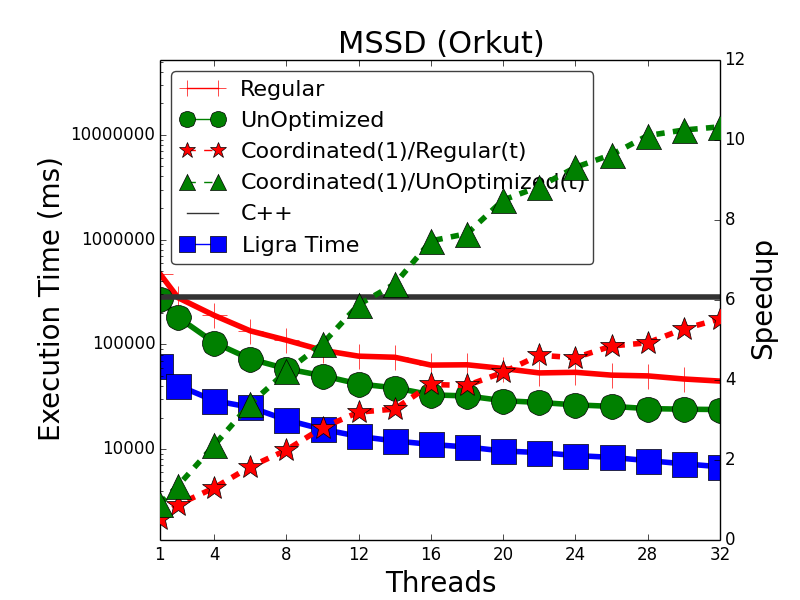 MSSD (Orkut)
Regular
UnOptimized
Coordinated(1)/Regular(t)
Coordinated(1)/UnOptimized(t)
C++
Ligra Time
Execution Time (ms)
10000000
1000000
100000
10000
12
10
8
6
4
2
0
Speedup
1 4 8 12 16 20 24 28 32
Threads